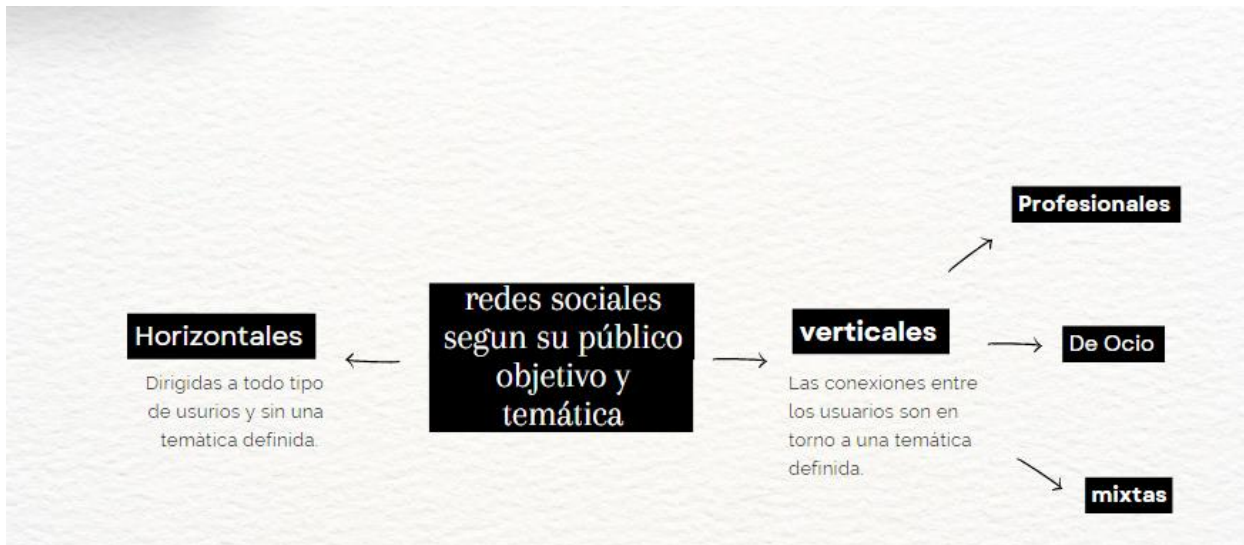 Profesionales
Horizontales
Dirigidas a todo tipo
de usurios y sin una
temàtica definida.
redes sociales
segun su público
objetivo y
temática
verticales
Las conexiones entre
los usuarios son en
torno a una temática
definida.
De Ocio
mixtas